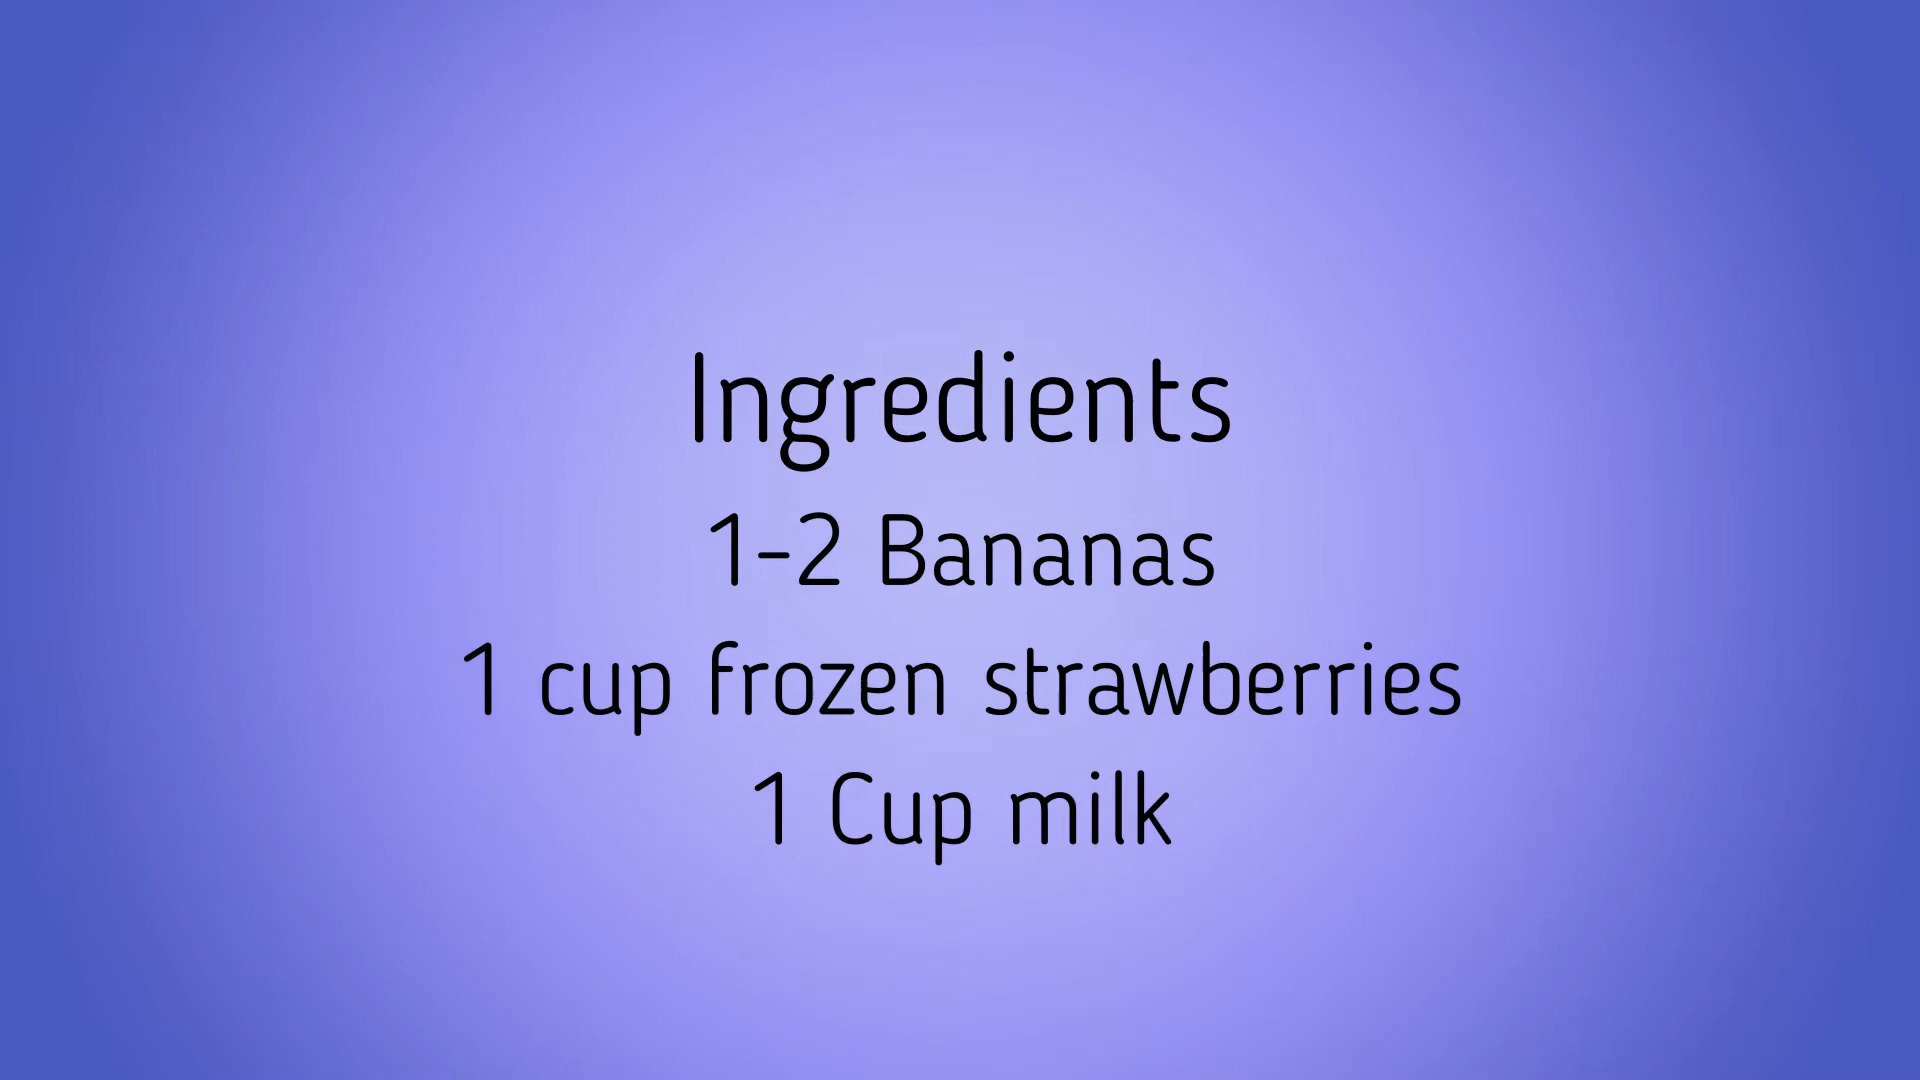 Ingredients
1-2 Bananas
1 cup frozen strawberries
1 Cup milk